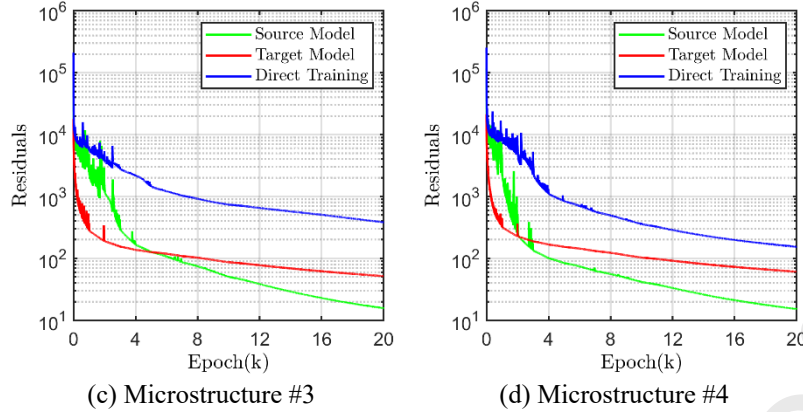 10^6
10^5
10^4
10^3
10^2
10^1
Residuals
Source Model
Target Model
Direct Training
0 4 8 12 16 20
Epoch(k)
(c) Microstructure #3
10^6
10^5
10^4
10^3
10^2
10^1
Residuals
Source Model
Target Model
Direct Training
0 4 8 12 16 20
Epoch(k)
(d) Microstructure #4